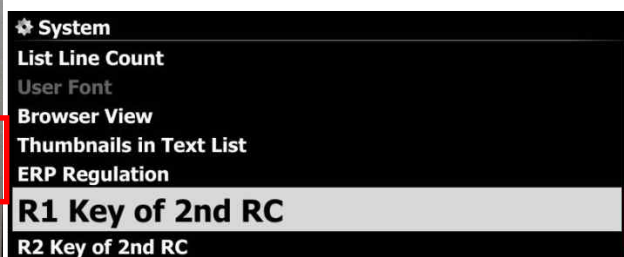 System
List Line Count
User Font
Browser View
Thumbnails in Text List
ERP Regulation
R1 Key of 2nd RC
R2 Key of 2nd RC